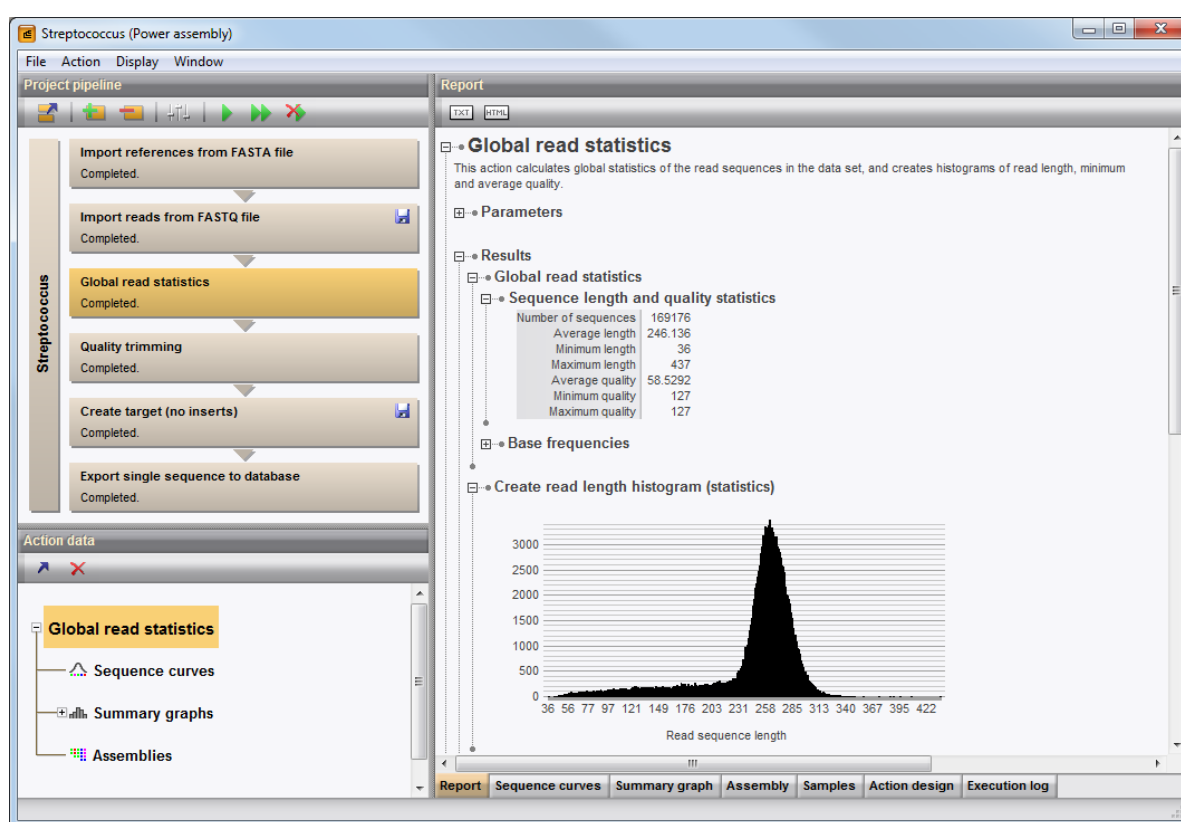 Streptococcus (Power assembly)
File Action Display Window
Project pipeline
Import references from FASTA file
Completed.
Import reads from FASTQ file
Completed.
Global read statistics
Completed.
Quality trimming
Completed.
Create target (no inserts)
Completed.
Export single sequence to database
Completed.
Streptococcus
Action data
Global read statistics
Sequence curves
Summary graphs
Assemblies
Report
TXT HTML
Global read statistics
This action calculates global statistics of the read sequences in the data set, and creates histograms of read length, minimum
and average quality.
Parameters
Results
Global read statistics
Sequence length and quality statistics
Number of sequences 169176
Average length 246.136
Minimum length 36
Maximum length 437
Average quality 58.5292
Minimum quality 127
Maximum quality 127
Base frequencies
Create read length histogram (statistics)
3000
2500
2000
1500
1000
500
0
36 56 77 97 121 149 176 203 231 258 285 313 340 367 395 422
Read sequence length
Report Sequence curves Summary graph Assembly Samples Action design Execution log